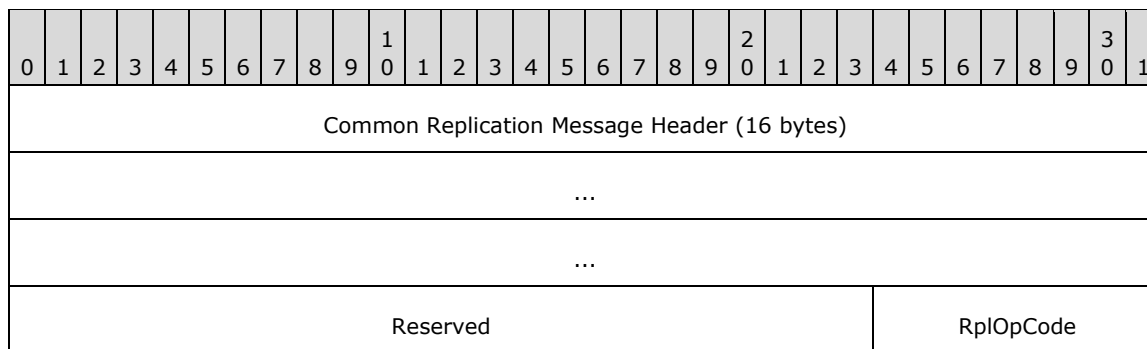 1 2 3
0 1 2 3 4 5 6 7 8 9 0 1 2 3 4 5 6 7 8 9 0 1 2 3 4 5 6 7 8 9 0 1
Common Replication Message Header (16 bytes)
...
...
Reserved RplOpCode